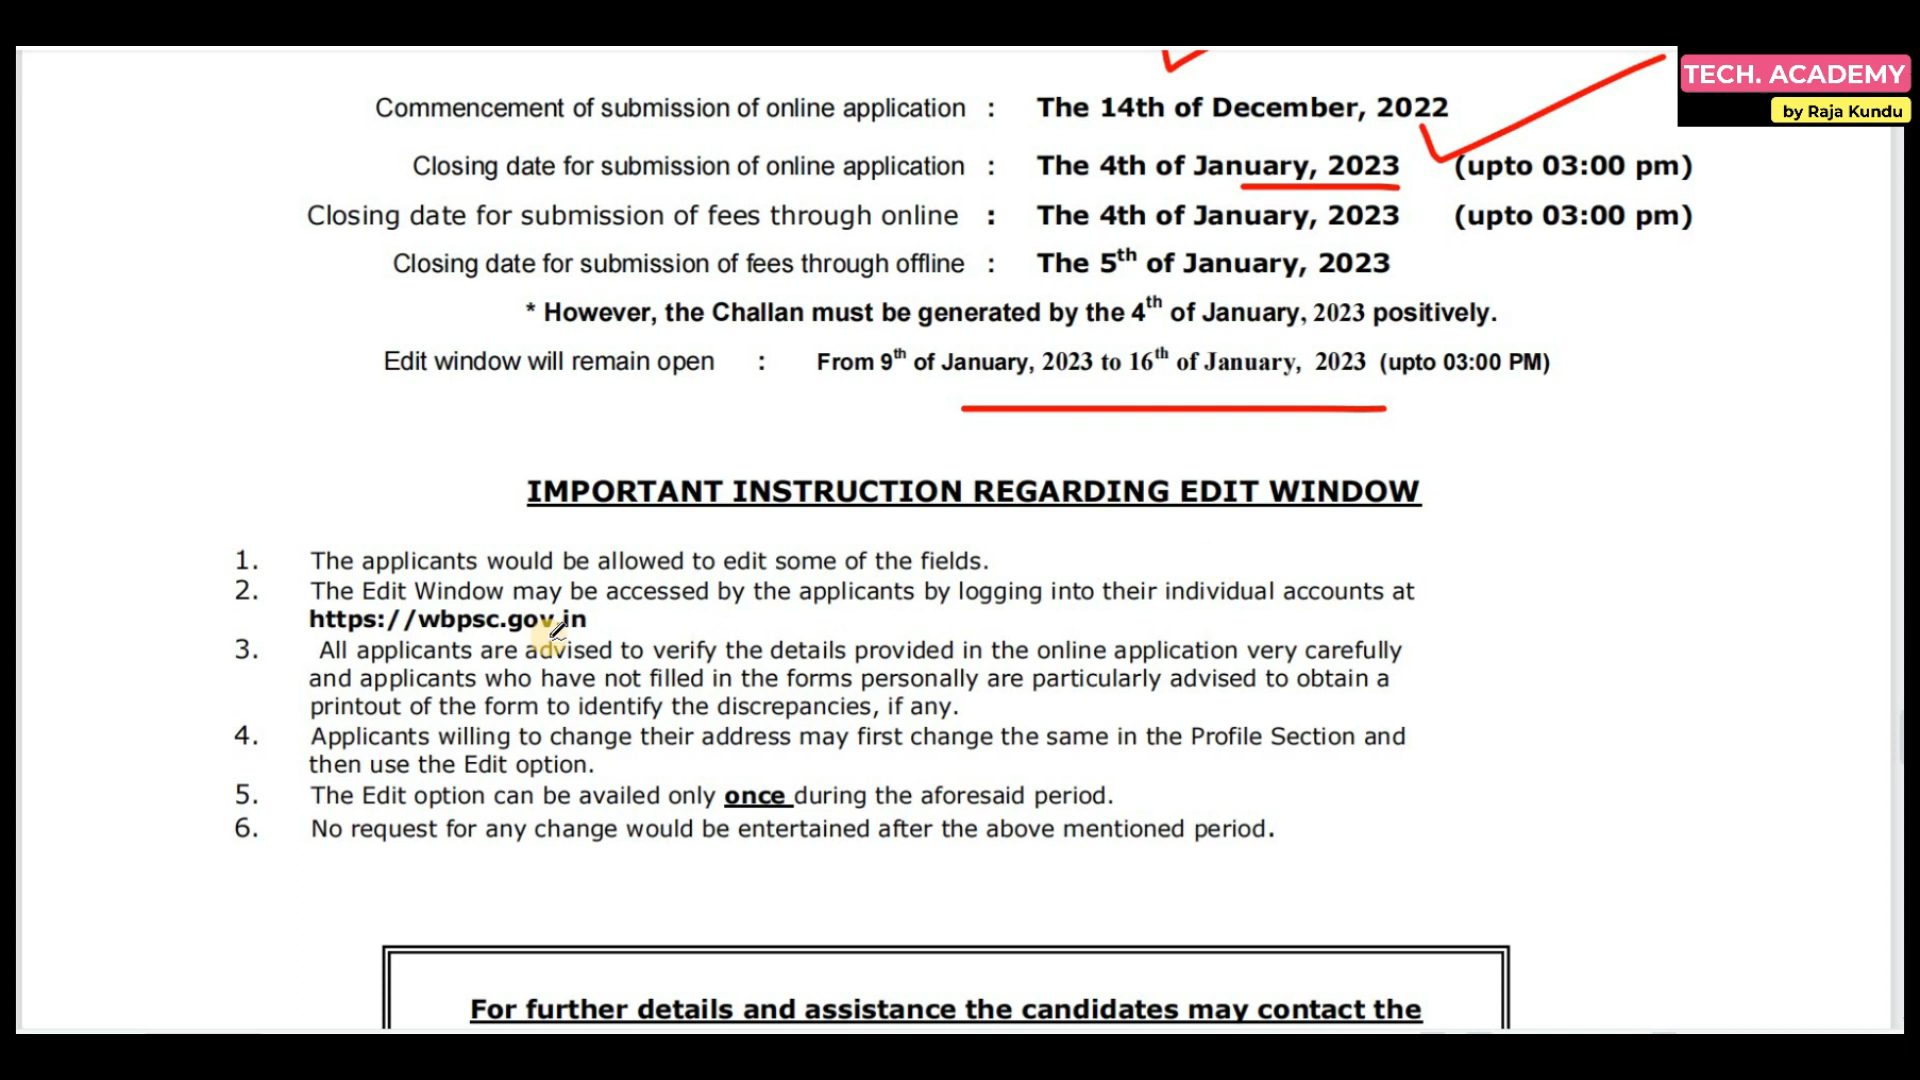 TECH. ACADEMY
by Raja Kundu
Commencement of submission of online application : The 14th of December, 2022
Closing date for submission of online application : The 4th of January, 2023 (upto 03:00 pm)
Closing date for submission of fees through online : The 4th of January, 2023 (upto 03:00 pm)
Closing date for submission of fees through offline : The 5th of January, 2023
* However, the Challan must be generated by the 4th of January, 2023 positively.
Edit window will remain open : From 9th of January, 2023 to 16th of January, 2023 (upto 03:00 PM)
IMPORTANT INSTRUCTION REGARDING EDIT WINDOW
1. The applicants would be allowed to edit some of the fields.
2. The Edit Window may be accessed by the applicants by logging into their individual accounts at
https://wbpsc.gov.in
3. All applicants are advised to verify the details provided in the online application very carefully
and applicants who have not filled in the forms personally are particularly advised to obtain a
printout of the form to identify the discrepancies, if any.
4. Applicants willing to change their address may first change the same in the Profile Section and
then use the Edit option.
5. The Edit option can be availed only once during the aforesaid period.
6. No request for any change would be entertained after the above mentioned period.
For further details and assistance the candidates may contact the